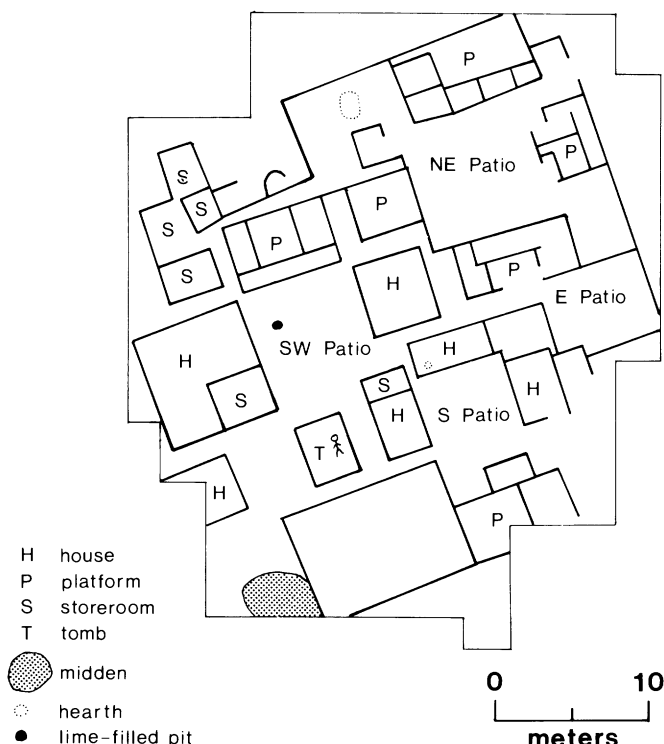 P
NE Patio
P
S
S
S
P
P
S
H
P
E Patio
SW Patio
H
H
S
H
S
H
S Patio
T
H
P
H house
P platform
S storeroom
T tomb
midden
hearth
lime-filled pit
0 10
meters